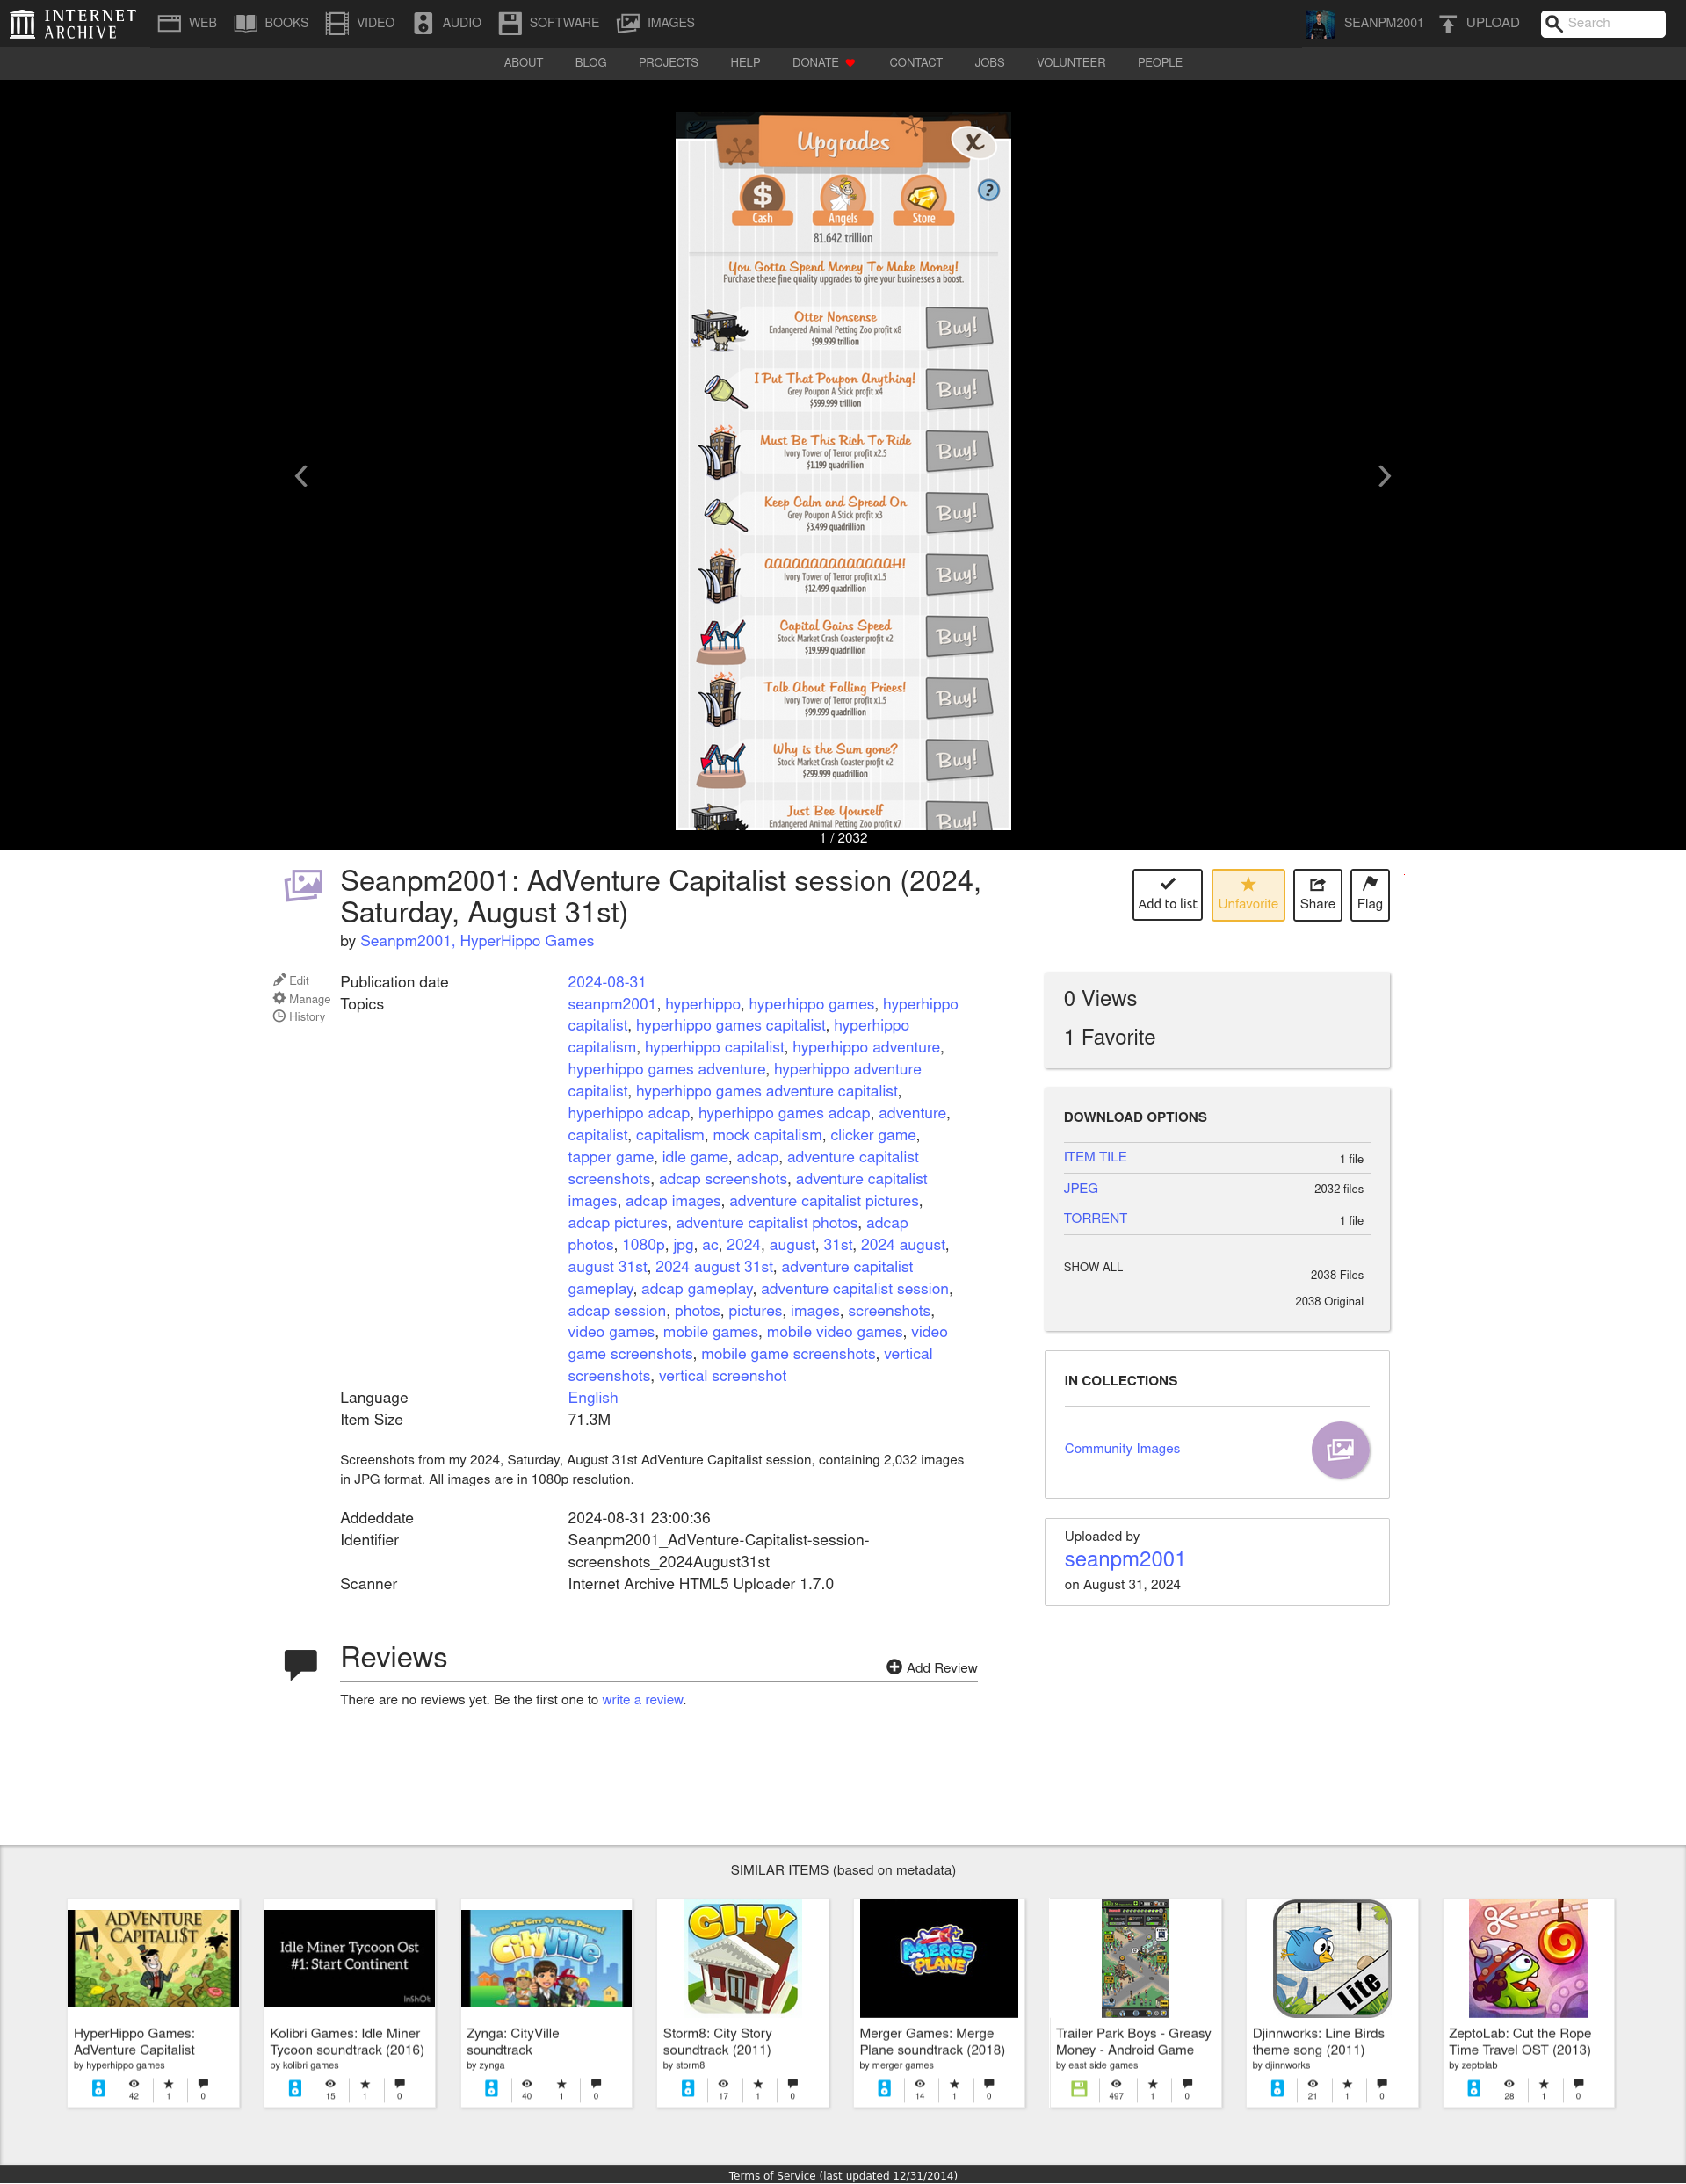 INTERNET ARCHIVE
WEB BOOKS VIDEO AUDIO SOFTWARE IMAGES SEANPM2001 UPLOAD Search
ABOUT BLOG PROJECTS HELP DONATE CONTACT JOBS VOLUNTEER PEOPLE
Upgrades X
$ ?
Cash Angels Store
81.642 trillion
You Gotta Spend Money To Make Money!
Purchase these fine quality upgrades to give your businesses a boost.
Otter Nonsense
Endangered Animal Petting Zoo profit x8
$99.999 trillion
Buy!
I Put That Poupon Anything!
Grey Poupon A Stick profit x4
$599.999 trillion
Buy!
Must Be This Rich To Ride
Ivory Tower of Terror profit x2.5
$1.199 quadrillion
Buy!
Keep Calm and Spread On
Grey Poupon A Stick profit x3
$3.499 quadrillion
Buy!
AAAAAAAAAAAAAAH!
Ivory Tower of Terror profit x1.5
$12.499 quadrillion
Buy!
Capital Gains Speed
Stock Market Crash Coaster profit x2
$19.999 quadrillion
Buy!
Talk About Falling Prices!
Ivory Tower of Terror profit x1.5
$99.999 quadrillion
Buy!
Why is the Sum gone?
Stock Market Crash Coaster profit x2
$299.999 quadrillion
Buy!
Just Bee Yourself
Endangered Animal Petting Zoo profit x7
Buy!
1 / 2032
Seanpm2001: AdVenture Capitalist session (2024,
Saturday, August 31st)
by Seanpm2001, HyperHippo Games
Add to list Unfavorite Share Flag
Edit
Manage
History
Publication date 2024-08-31
Topics seanpm2001, hyperhippo, hyperhippo games, hyperhippo
capitalist, hyperhippo games capitalist, hyperhippo
capitalism, hyperhippo capitalist, hyperhippo adventure,
hyperhippo games adventure, hyperhippo adventure
capitalist, hyperhippo games adventure capitalist,
hyperhippo adcap, hyperhippo games adcap, adventure,
capitalist, capitalism, mock capitalism, clicker game,
tapper game, idle game, adcap, adventure capitalist
screenshots, adcap screenshots, adventure capitalist
images, adcap images, adventure capitalist pictures,
adcap pictures, adventure capitalist photos, adcap
photos, 1080p, jpg, ac, 2024, august, 31st, 2024 august,
august 31st, 2024 august 31st, adventure capitalist
gameplay, adcap gameplay, adventure capitalist session,
adcap session, photos, pictures, images, screenshots,
video games, mobile games, mobile video games, video
game screenshots, mobile game screenshots, vertical
screenshots, vertical screenshot
Language English
Item Size 71.3M
Screenshots from my 2024, Saturday, August 31st AdVenture Capitalist session, containing 2,032 images
in JPG format. All images are in 1080p resolution.
Addeddate 2024-08-31 23:00:36
Identifier Seanpm2001_AdVenture-Capitalist-session-
screenshots_2024August31st
Scanner Internet Archive HTML5 Uploader 1.7.0
0 Views
1 Favorite
DOWNLOAD OPTIONS
ITEM TILE 1 file
JPEG 2032 files
TORRENT 1 file
SHOW ALL 2038 Files
2038 Original
IN COLLECTIONS
Community Images
Uploaded by
seanpm2001
on August 31, 2024
Reviews
Add Review
There are no reviews yet. Be the first one to write a review.
SIMILAR ITEMS (based on metadata)
ADVENTURE
CAPITALI$T
HyperHippo Games:
AdVenture Capitalist
by hyperhippo games
42 1 0
Idle Miner Tycoon Ost
#1: Start Continent
InShOt
Kolibri Games: Idle Miner
Tycoon soundtrack (2016)
by kolibri games
15 1 0
BUILD THE CITY OF YOUR DREAMS!
CityVille
Zynga: CityVille
soundtrack
by zynga
40 1 0
CITY
Storm8: City Story
soundtrack (2011)
by storm8
17 1 0
MERGE
PLANE
Merger Games: Merge
Plane soundtrack (2018)
by merger games
14 1 0
Trailer Park Boys - Greasy
Money - Android Game
by east side games
497 1 0
Lite
Djinnworks: Line Birds
theme song (2011)
by djinnworks
21 1 0
ZeptoLab: Cut the Rope
Time Travel OST (2013)
by zeptolab
28 1 0
Terms of Service (last updated 12/31/2014)